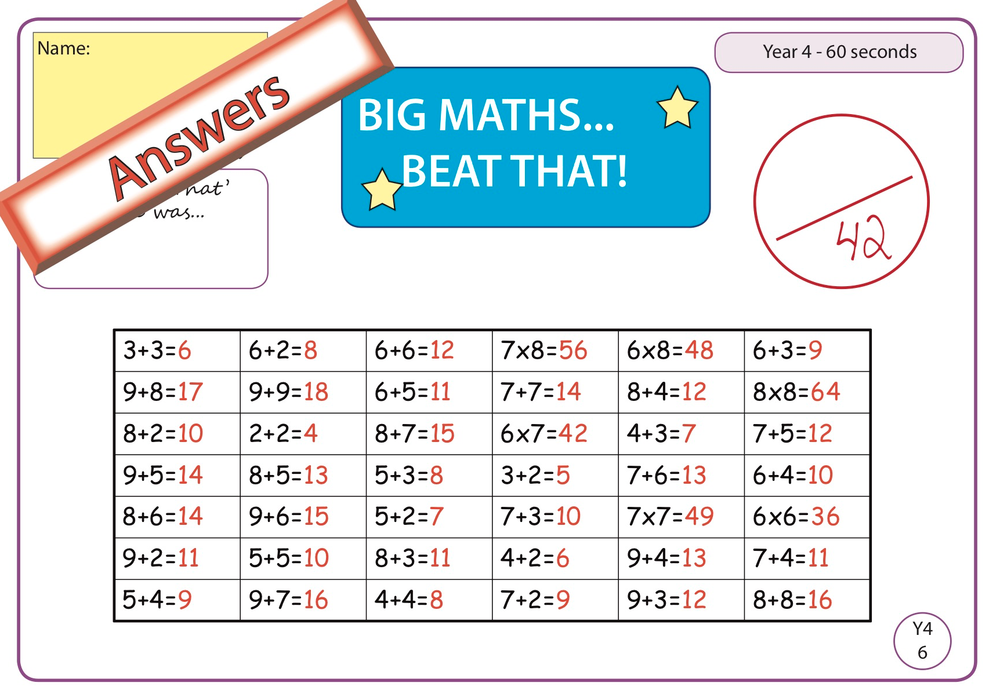 Name:
Year 4 - 60 seconds
Answers
BIG MATHS...
BEAT THAT!
was...
42
3+3=6 6+2=8 6+6=12 7x8=56 6x8=48 6+3=9
9+8=17 9+9=18 6+5=11 7+7=14 8+4=12 8x8=64
8+2=10 2+2=4 8+7=15 6x7=42 4+3=7 7+5=12
9+5=14 8+5=13 5+3=8 3+2=5 7+6=13 6+4=10
8+6=14 9+6=15 5+2=7 7+3=10 7x7=49 6x6=36
9+2=11 5+5=10 8+3=11 4+2=6 9+4=13 7+4=11
5+4=9 9+7=16 4+4=8 7+2=9 9+3=12 8+8=16
Y4
6